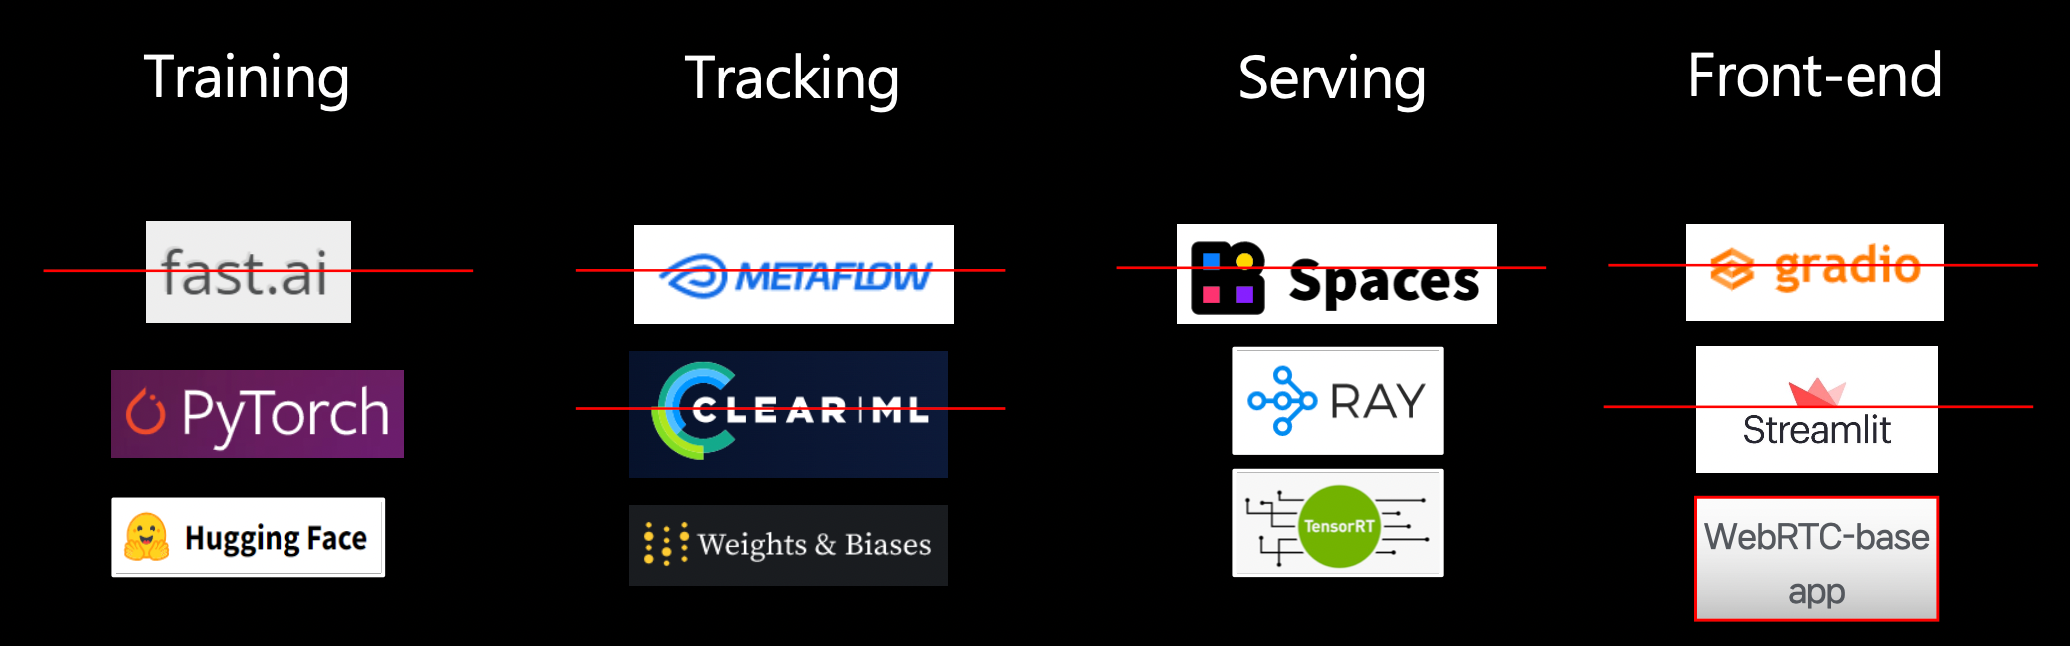 Training
Tracking
Serving
Front-end
fast.ai
METAFLOW
Spaces
gradio
PyTorch
CLEAR|ML
RAY
Streamlit
Hugging Face
Weights & Biases
TensorRT
WebRTC-base
app